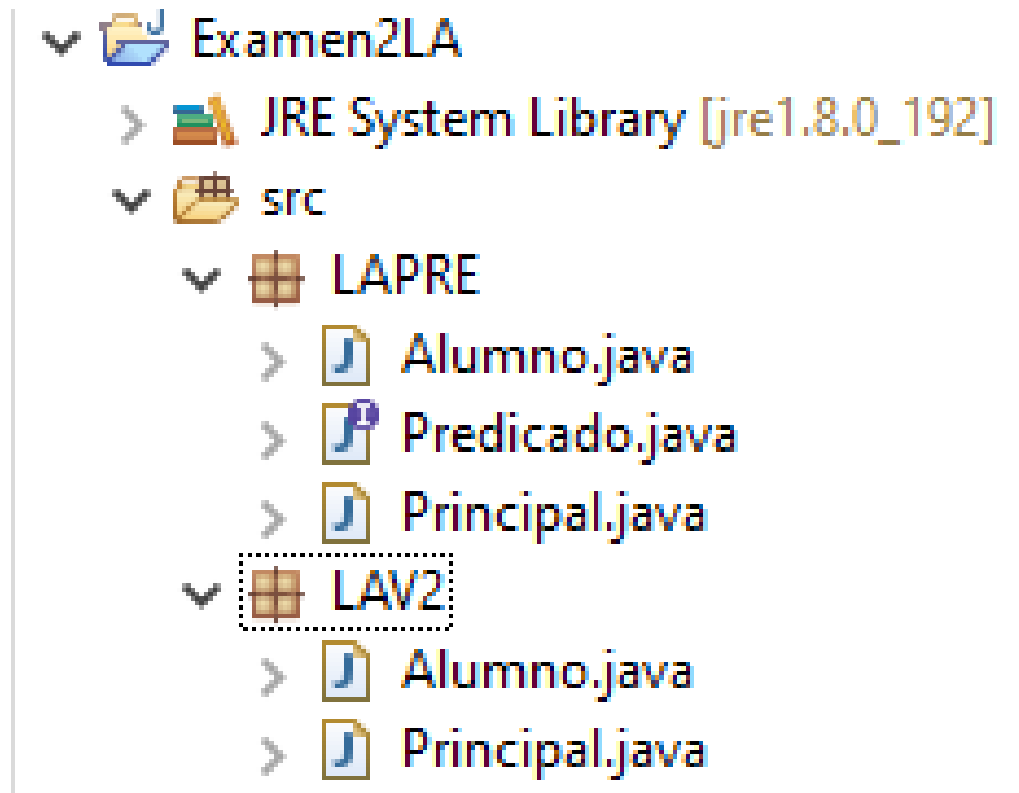 Examen2LA
JRE System Library [jre1.8.0_192]
src
LAPRE
Alumno.java
Predicado.java
Principal.java
LAV2
Alumno.java
Principal.java